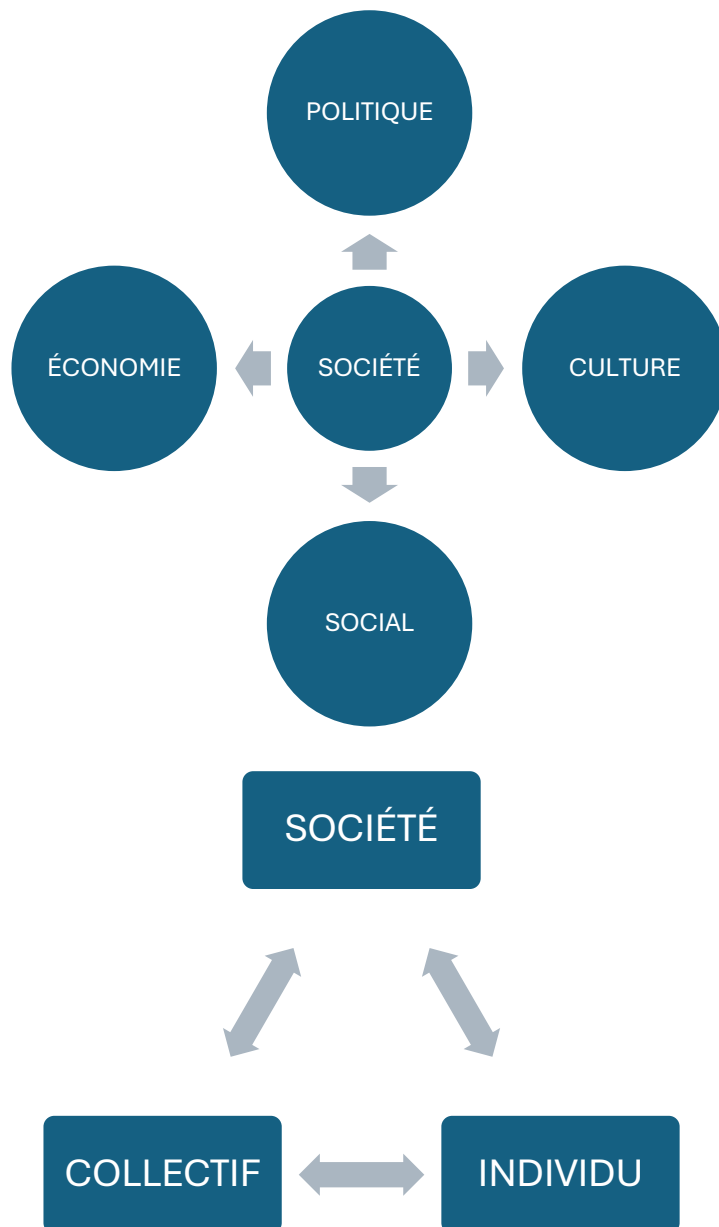 POLITIQUE
ÉCONOMIE
SOCIÉTÉ
CULTURE
SOCIAL
SOCIÉTÉ
COLLECTIF
INDIVIDU